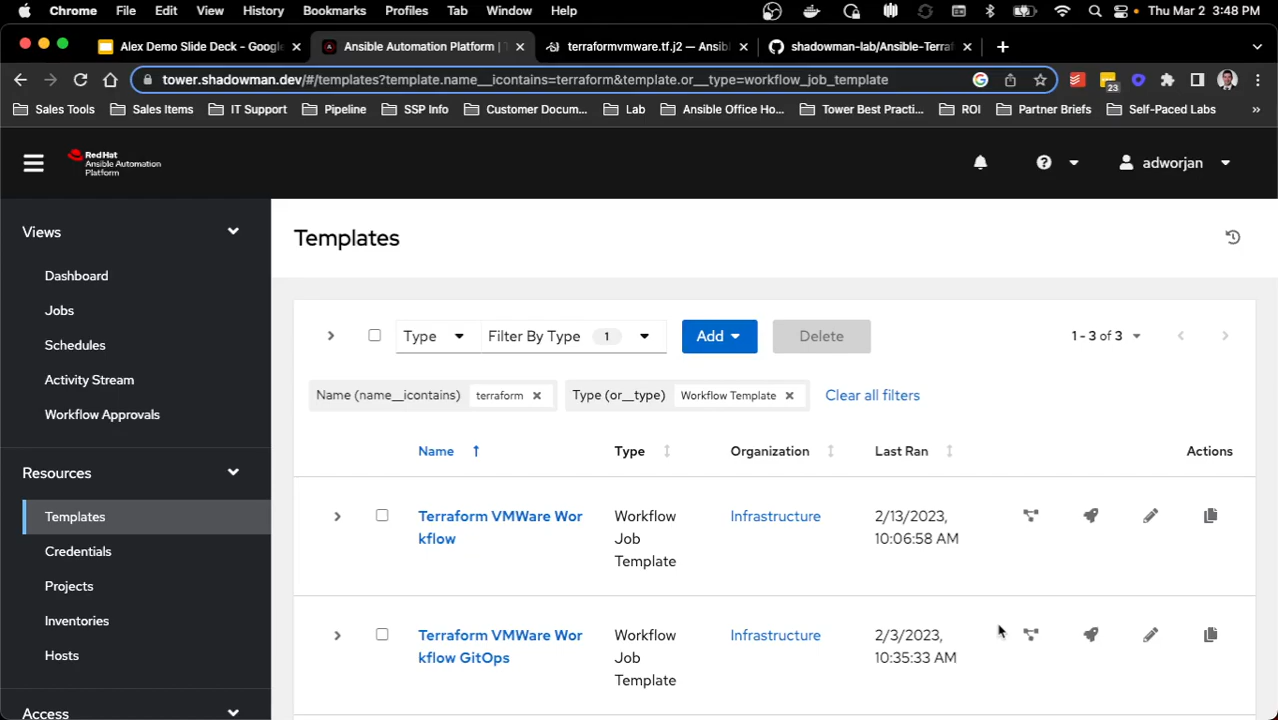 Chrome File Edit View History Bookmarks Profiles Tab Window Help Thu Mar 2 3:48 PM
Alex Demo Slide Deck - Google Ansible Automation Platform | T terraformvmware.tf.j2 — Ansib shadowman-lab/Ansible-Terraf
tower.shadowman.dev/#/templates?template.name__icontains=terraform&template.or__type=workflow_job_template 23
Sales Tools Sales Items IT Support Pipeline SSP Info Customer Docum... Lab Ansible Office Ho... Tower Best Practi... ROI Partner Briefs Self-Paced Labs »
Red Hat
Ansible Automation
Platform
adworjan
Views
Dashboard
Jobs
Schedules
Activity Stream
Workflow Approvals
Resources
Templates
Credentials
Projects
Inventories
Hosts
Access
Templates
Type Filter By Type 1 Add Delete 1 - 3 of 3
Name (name__icontains) terraform Type (or__type) Workflow Template Clear all filters
Name Type Organization Last Ran Actions
Terraform VMWare Wor
kflow
Workflow
Job
Template
Infrastructure
2/13/2023,
10:06:58 AM
Terraform VMWare Wor
kflow GitOps
Workflow
Job
Template
Infrastructure
2/3/2023,
10:35:33 AM